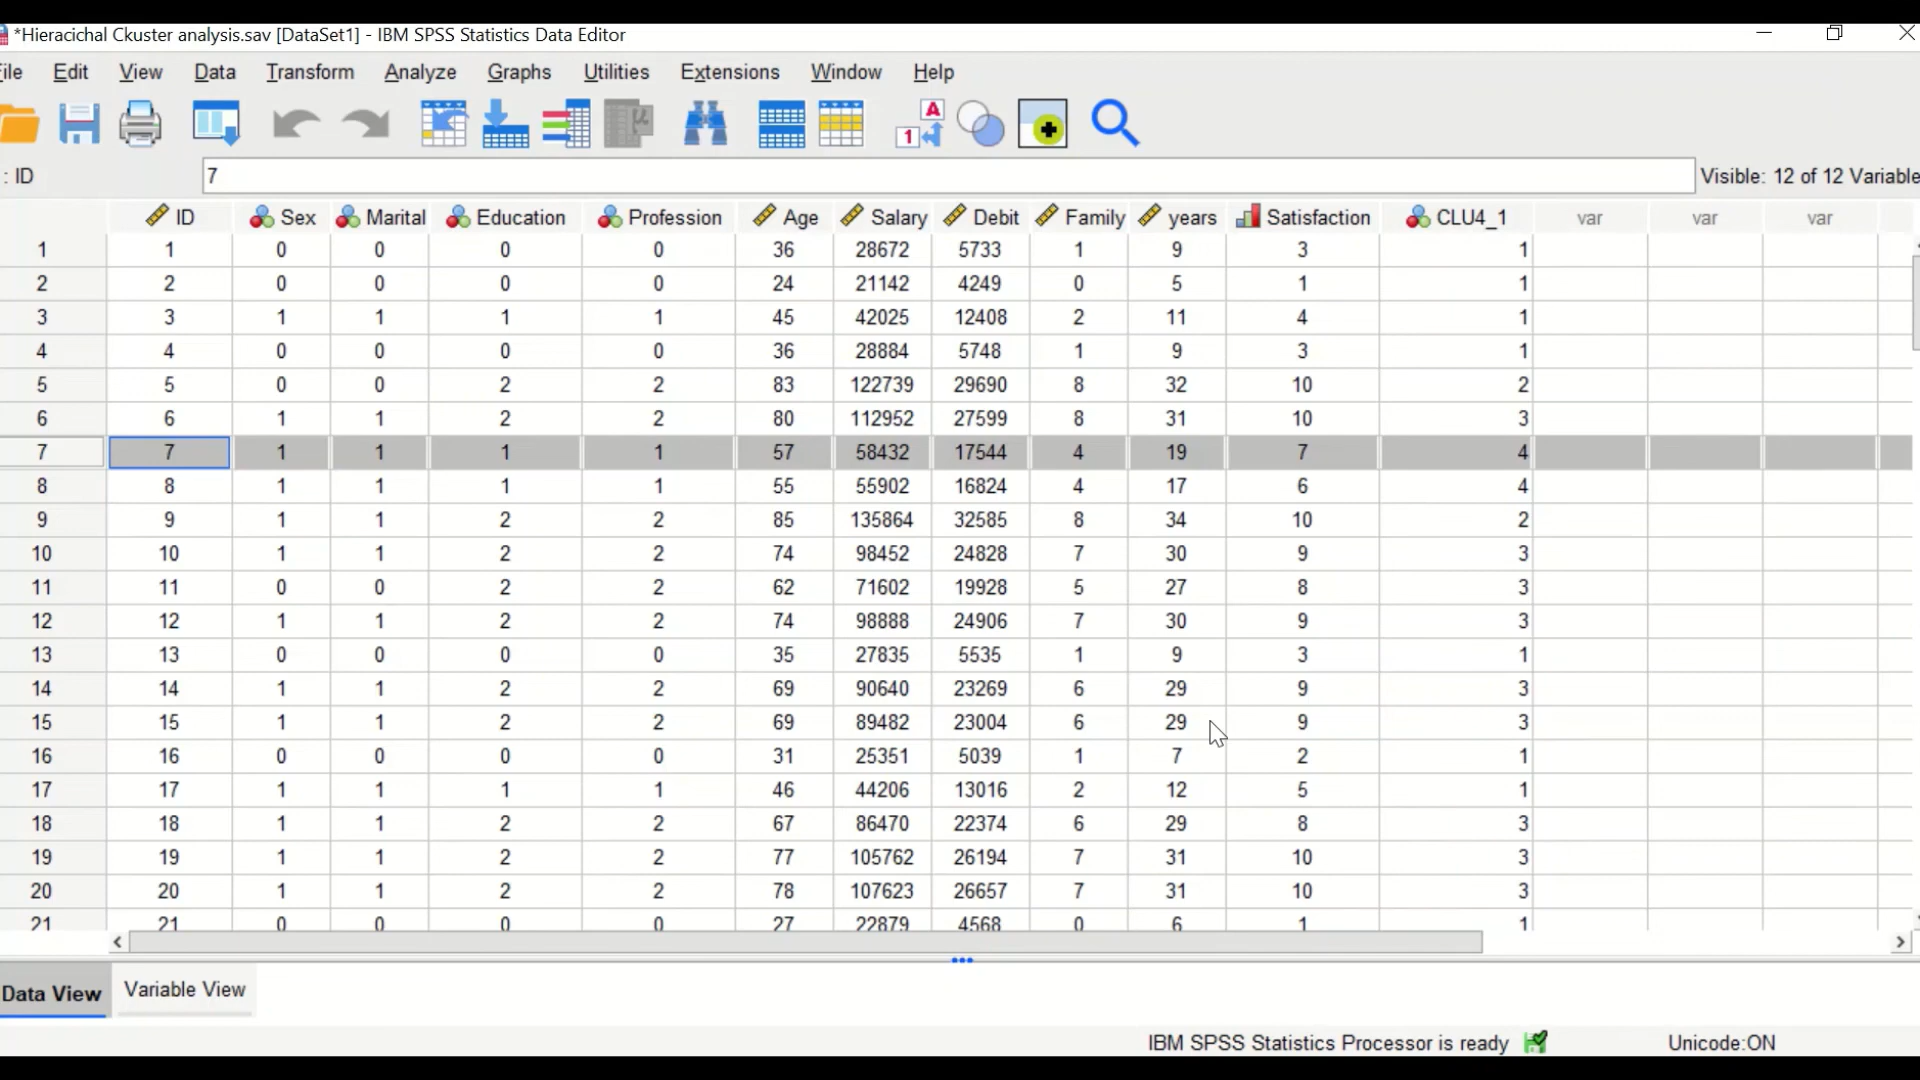 *Hieracichal Ckuster analysis.sav [DataSet1] - IBM SPSS Statistics Data Editor
ile Edit View Data Transform Analyze Graphs Utilities Extensions Window Help
A
1
: ID 7 Visible: 12 of 12 Variable
ID Sex Marital Education Profession Age Salary Debit Family years Satisfaction CLU4_1 var var var
1 1 0 0 0 0 36 28672 5733 1 9 3 1
2 2 0 0 0 0 24 21142 4249 0 5 1 1
3 3 1 1 1 1 45 42025 12408 2 11 4 1
4 4 0 0 0 0 36 28884 5748 1 9 3 1
5 5 0 0 2 2 83 122739 29690 8 32 10 2
6 6 1 1 2 2 80 112952 27599 8 31 10 3
7 7 1 1 1 1 57 58432 17544 4 19 7 4
8 8 1 1 1 1 55 55902 16824 4 17 6 4
9 9 1 1 2 2 85 135864 32585 8 34 10 2
10 10 1 1 2 2 74 98452 24828 7 30 9 3
11 11 0 0 2 2 62 71602 19928 5 27 8 3
12 12 1 1 2 2 74 98888 24906 7 30 9 3
13 13 0 0 0 0 35 27835 5535 1 9 3 1
14 14 1 1 2 2 69 90640 23269 6 29 9 3
15 15 1 1 2 2 69 89482 23004 6 29 9 3
16 16 0 0 0 0 31 25351 5039 1 7 2 1
17 17 1 1 1 1 46 44206 13016 2 12 5 1
18 18 1 1 2 2 67 86470 22374 6 29 8 3
19 19 1 1 2 2 77 105762 26194 7 31 10 3
20 20 1 1 2 2 78 107623 26657 7 31 10 3
21 21 0 0 0 0 27 22879 4568 0 6 1 1
Data View Variable View
IBM SPSS Statistics Processor is ready Unicode:ON